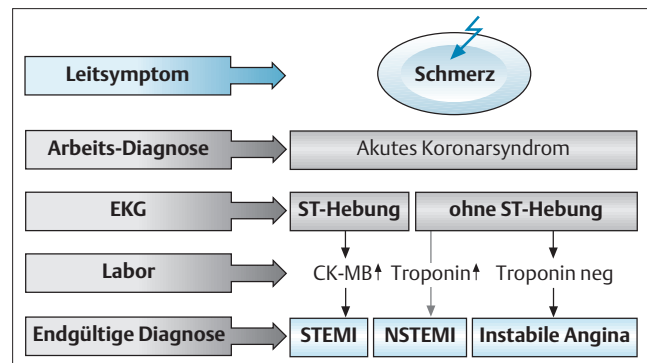 Leitsymptom
Schmerz
Arbeits-Diagnose
Akutes Koronarsyndrom
EKG
ST-Hebung
ohne ST-Hebung
Labor
CK-MB↑
Troponin↑
Troponin neg
Endgültige Diagnose
STEMI
NSTEMI
Instabile Angina